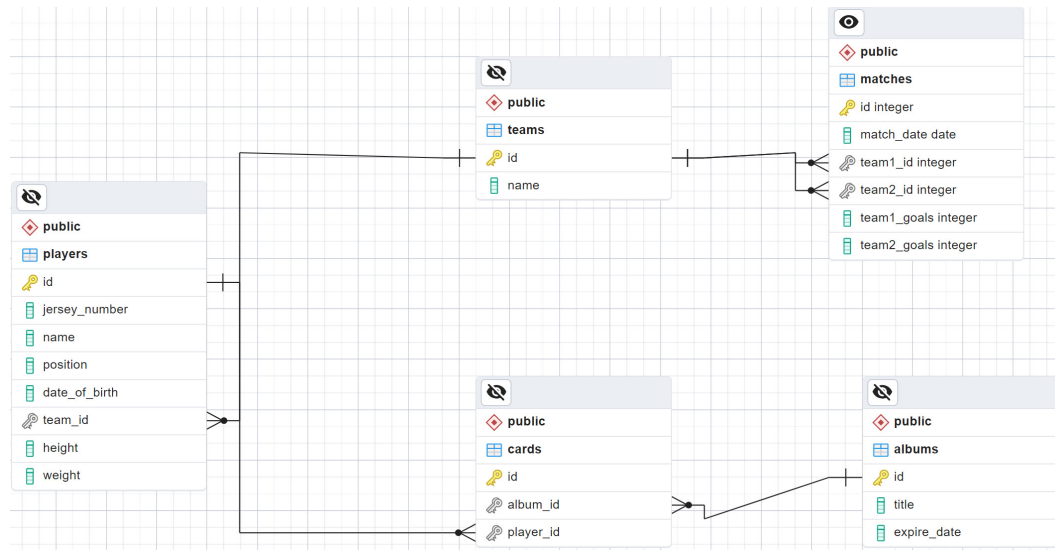 public
teams
id
name
public
matches
id integer
match_date date
team1_id integer
team2_id integer
team1_goals integer
team2_goals integer
public
players
id
jersey_number
name
position
date_of_birth
team_id
height
weight
public
cards
id
album_id
player_id
public
albums
id
title
expire_date